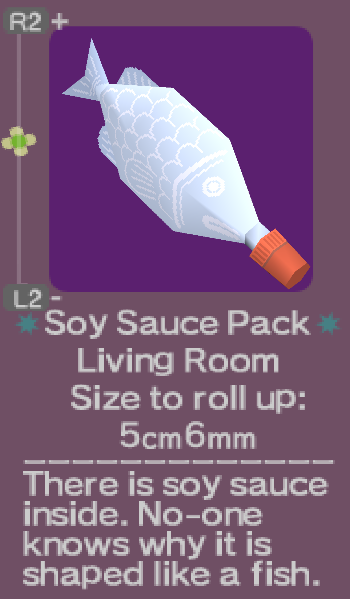 R2 +
L2 -
Soy Sauce Pack
Living Room
Size to roll up:
5cm6mm
There is soy sauce
inside. No-one
knows why it is
shaped like a fish.